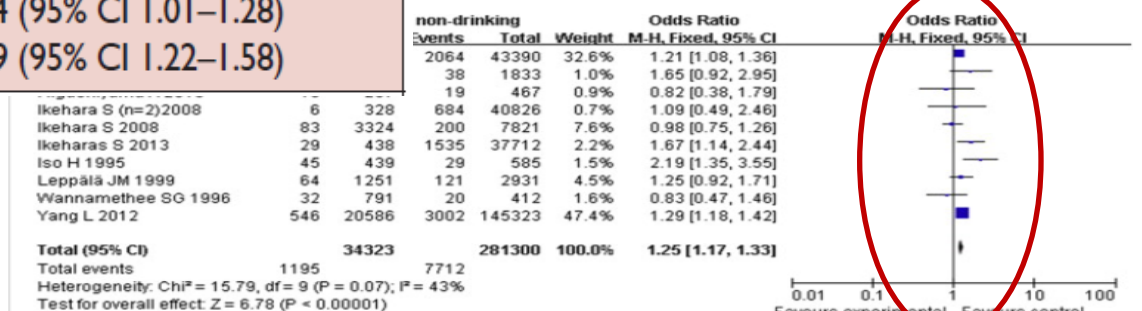 4 (95% CI 1.01–1.28)
9 (95% CI 1.22–1.58)
non-drinking Odds Ratio Odds Ratio
Events Total Weight M-H, Fixed, 95% CI M-H, Fixed, 95% CI
2064 43390 32.6% 1.21 [1.08, 1.36]
38 1833 1.0% 1.65 [0.92, 2.95]
19 467 0.9% 0.82 [0.38, 1.79]
Ikehara S (n=2)2008 6 328 684 40826 0.7% 1.09 [0.49, 2.46]
Ikehara S 2008 83 3324 200 7821 7.6% 0.98 [0.75, 1.26]
Ikeharas S 2013 29 438 1535 37712 2.2% 1.67 [1.14, 2.44]
Iso H 1995 45 439 29 585 1.5% 2.19 [1.35, 3.55]
Leppälä JM 1999 64 1251 121 2931 4.5% 1.25 [0.92, 1.71]
Wannamethee SG 1996 32 791 20 412 1.6% 0.83 [0.47, 1.46]
Yang L 2012 546 20586 3002 145323 47.4% 1.29 [1.18, 1.42]
Total (95% CI) 34323 281300 100.0% 1.25 [1.17, 1.33]
Total events 1195 7712
Heterogeneity: Chi² = 15.79, df = 9 (P = 0.07); I² = 43%
Test for overall effect: Z = 6.78 (P < 0.00001)
0.01 0.1 1 10 100
Favours experimental Favours control